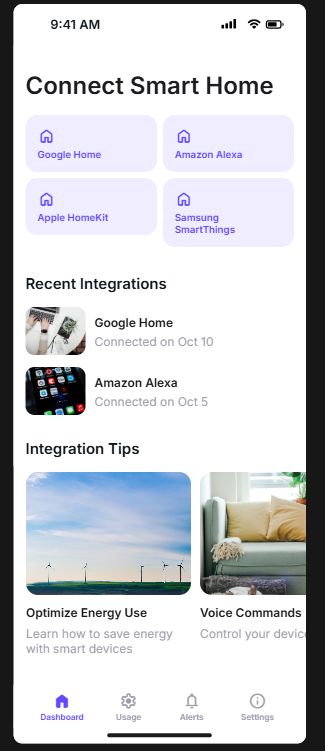 9:41 AM
Connect Smart Home
Google Home
Amazon Alexa
Apple HomeKit
Samsung
SmartThings
Recent Integrations
Google Home
Connected on Oct 10
Amazon Alexa
Connected on Oct 5
Integration Tips
Optimize Energy Use
Learn how to save energy
with smart devices
Voice Commands
Control your device
Dashboard
Usage
Alerts
Settings